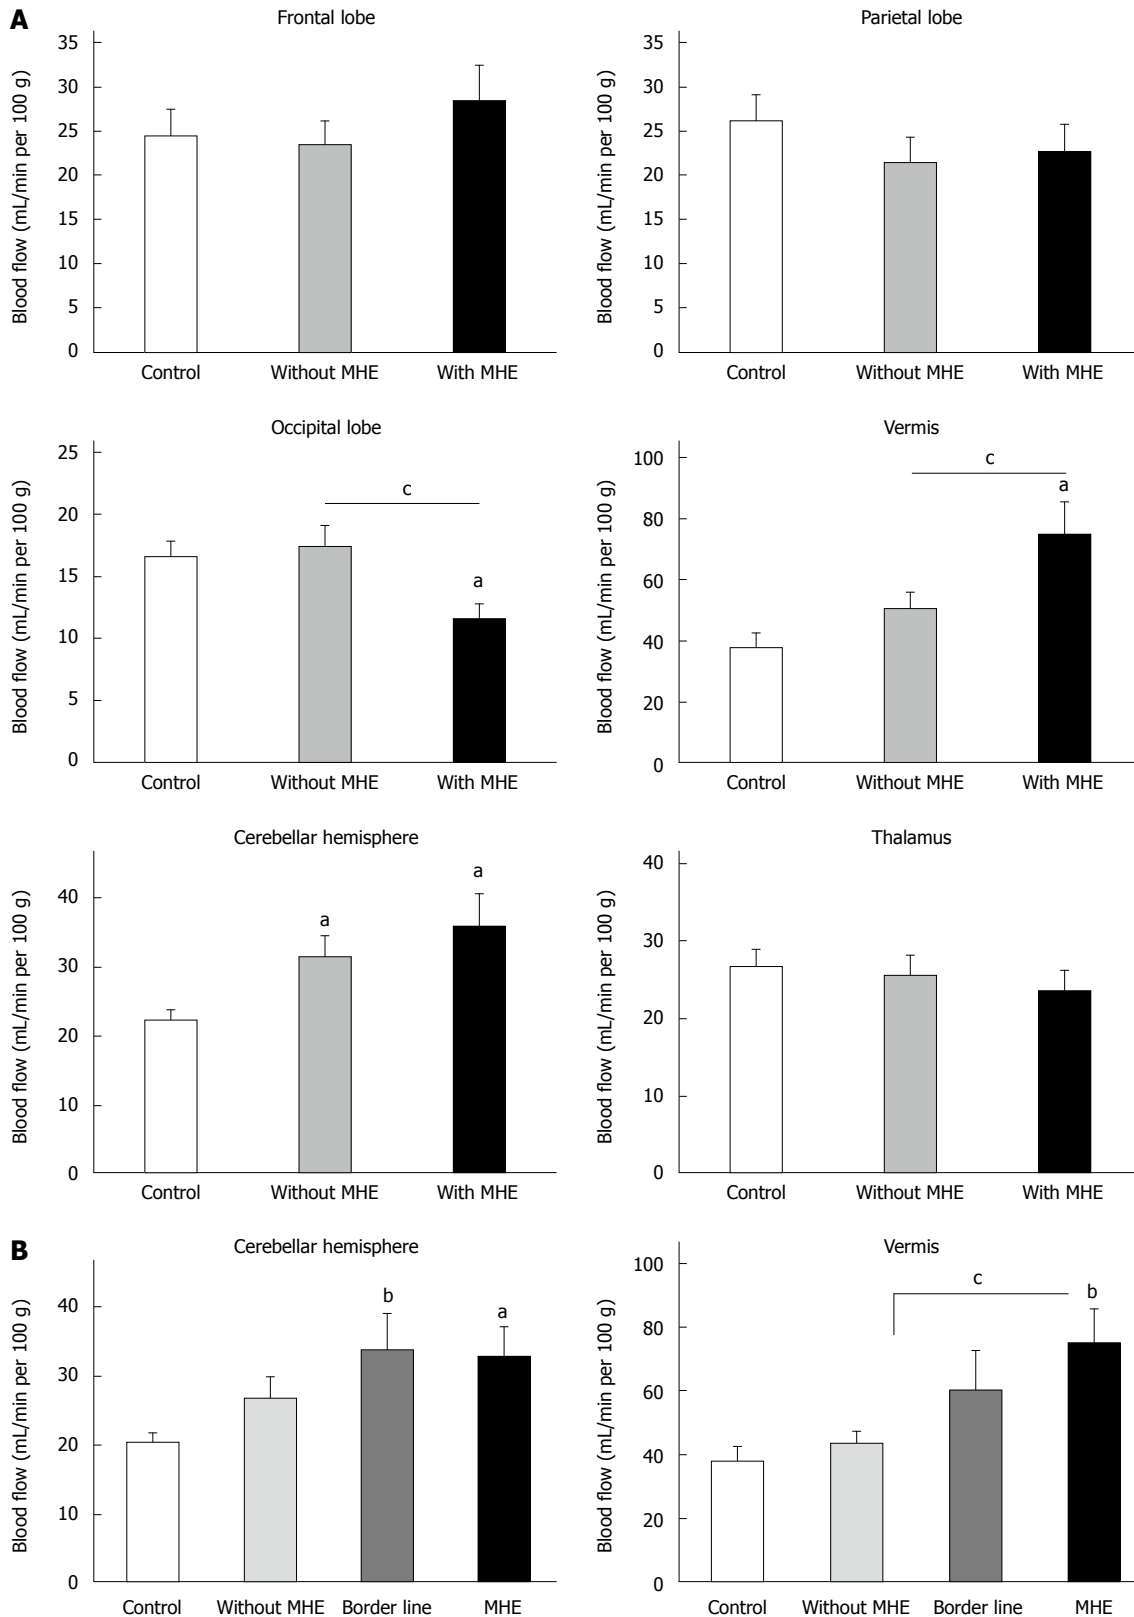 A
Frontal lobe
Blood flow (mL/min per 100 g)
35
30
25
20
15
10
5
0
Control Without MHE With MHE
Parietal lobe
Blood flow (mL/min per 100 g)
35
30
25
20
15
10
5
0
Control Without MHE With MHE
Occipital lobe
Blood flow (mL/min per 100 g)
25
20
15
10
5
0
c
a
Control Without MHE With MHE
Vermis
Blood flow (mL/min per 100 g)
100
80
60
40
20
0
c
a
Control Without MHE With MHE
Cerebellar hemisphere
Blood flow (mL/min per 100 g)
40
30
20
10
0
a
a
Control Without MHE With MHE
Thalamus
Blood flow (mL/min per 100 g)
40
30
20
10
0
Control Without MHE With MHE
B
Cerebellar hemisphere
Blood flow (mL/min per 100 g)
40
30
20
10
0
b
a
Control Without MHE Border line MHE
Vermis
Blood flow (mL/min per 100 g)
100
80
60
40
20
0
c
b
Control Without MHE Border line MHE